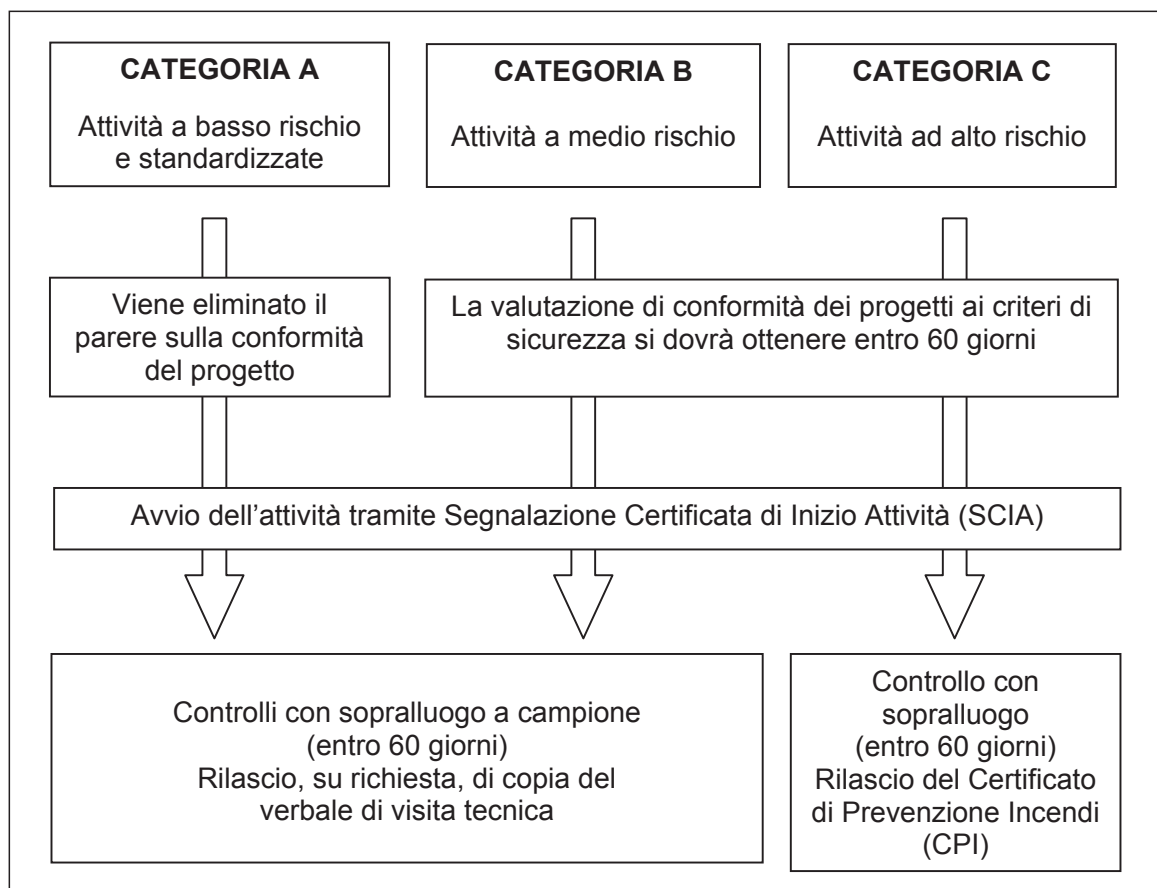 CATEGORIA A
Attività a basso rischio
e standardizzate
CATEGORIA B
Attività a medio rischio
CATEGORIA C
Attività ad alto rischio
Viene eliminato il
parere sulla conformità
del progetto
La valutazione di conformità dei progetti ai criteri di
sicurezza si dovrà ottenere entro 60 giorni
Avvio dell’attività tramite Segnalazione Certificata di Inizio Attività (SCIA)
Controlli con sopralluogo a campione
(entro 60 giorni)
Rilascio, su richiesta, di copia del
verbale di visita tecnica
Controllo con
sopralluogo
(entro 60 giorni)
Rilascio del Certificato
di Prevenzione Incendi
(CPI)